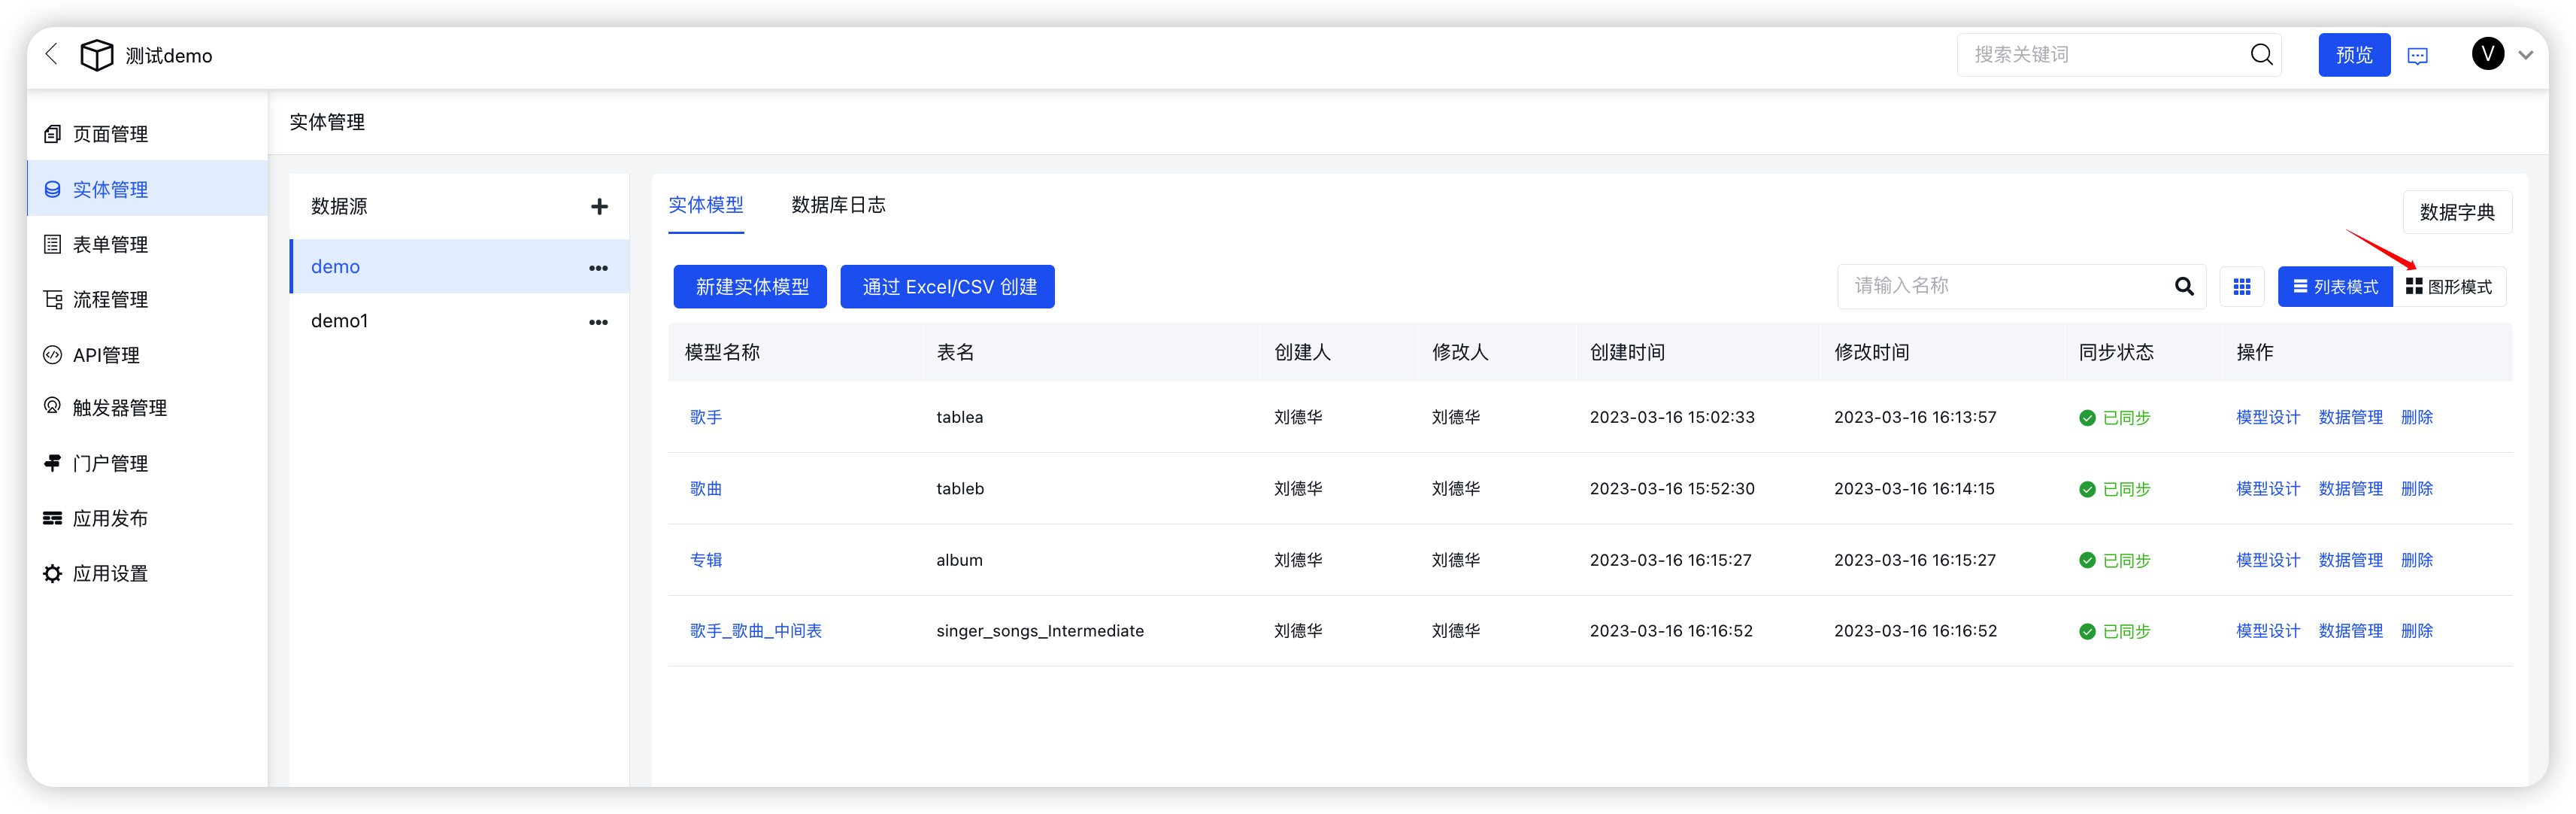 测试demo
搜索关键词
预览
V
页面管理
实体管理
表单管理
流程管理
API管理
触发器管理
门户管理
应用发布
应用设置
实体管理
数据源
demo
demo1
实体模型 数据库日志
数据字典
新建实体模型 通过 Excel/CSV 创建
请输入名称
列表模式 图形模式
模型名称 表名 创建人 修改人 创建时间 修改时间 同步状态 操作
歌手 tablea 刘德华 刘德华 2023-03-16 15:02:33 2023-03-16 16:13:57 已同步 模型设计 数据管理 删除
歌曲 tableb 刘德华 刘德华 2023-03-16 15:52:30 2023-03-16 16:14:15 已同步 模型设计 数据管理 删除
专辑 album 刘德华 刘德华 2023-03-16 16:15:27 2023-03-16 16:15:27 已同步 模型设计 数据管理 删除
歌手_歌曲_中间表 singer_songs_Intermediate 刘德华 刘德华 2023-03-16 16:16:52 2023-03-16 16:16:52 已同步 模型设计 数据管理 删除